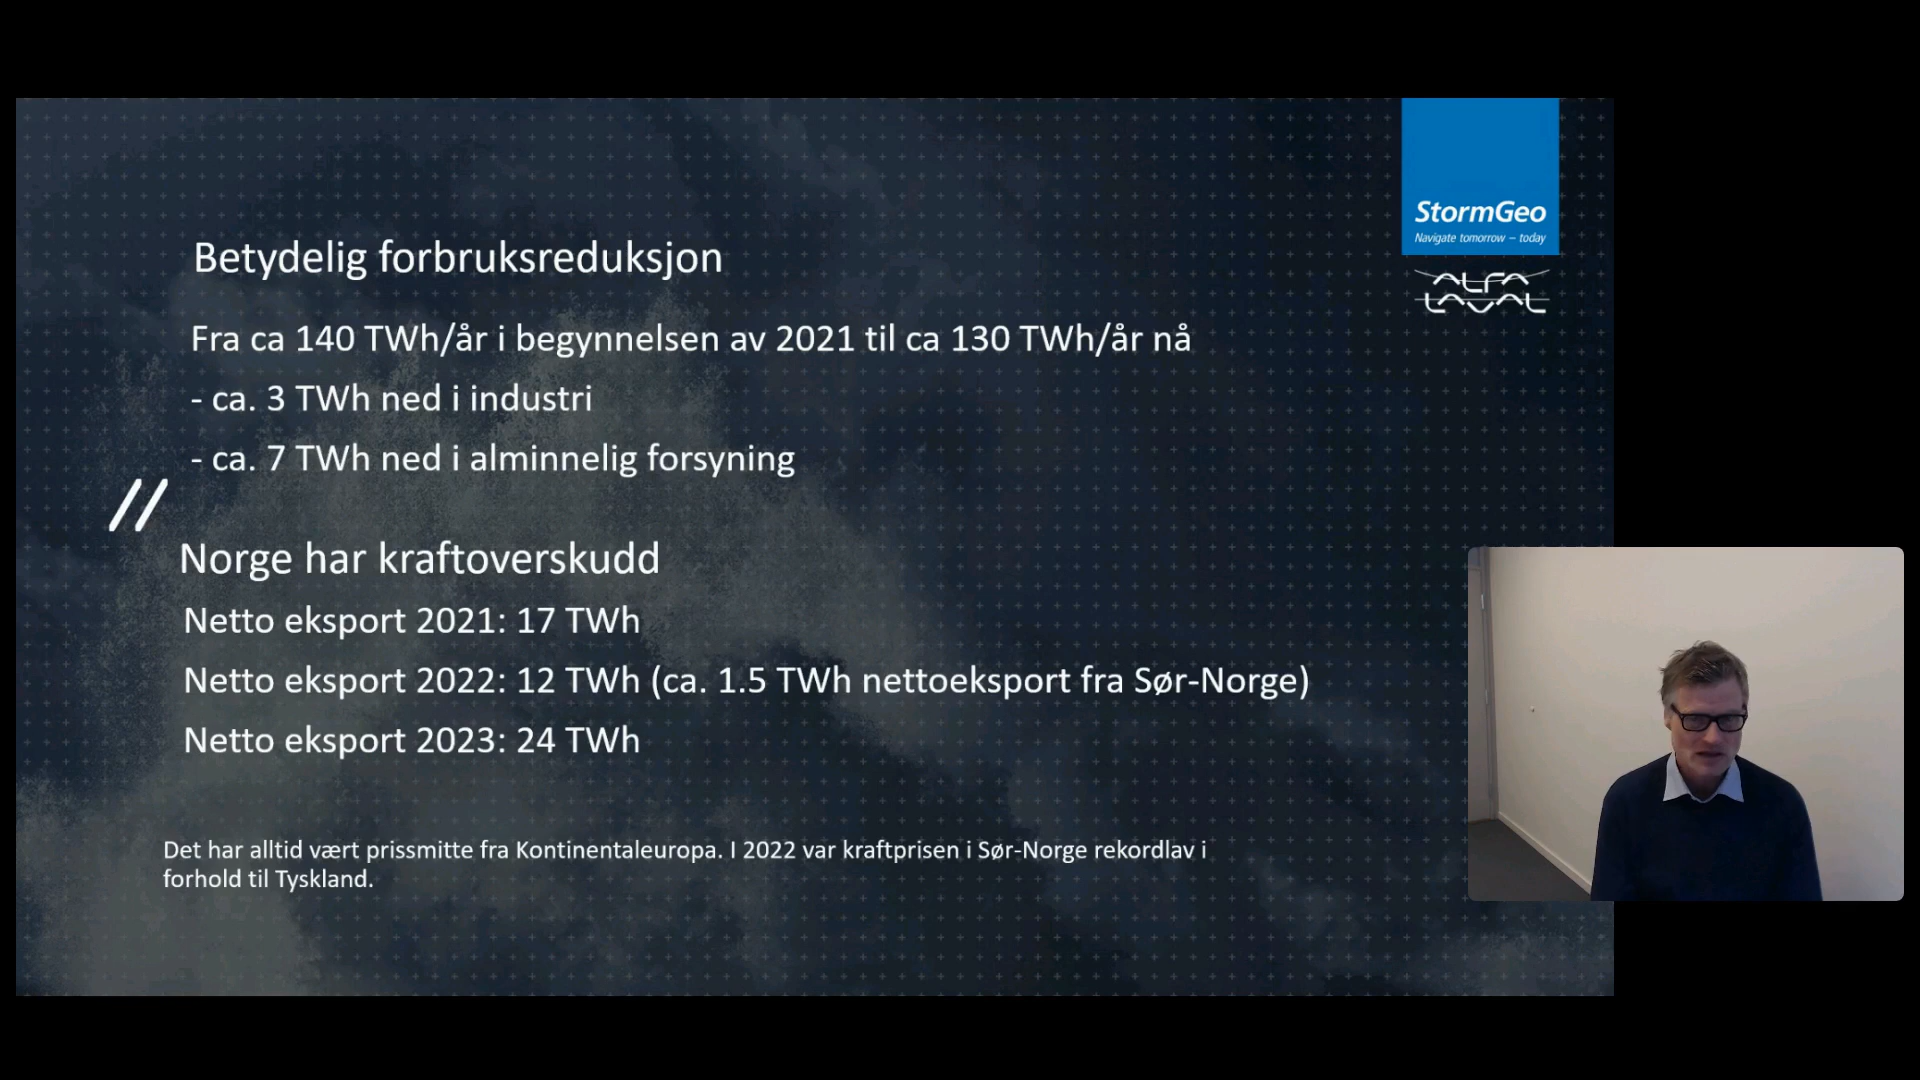 StormGeo
Navigate tomorrow – today
ALFA
LAVAL
Betydelig forbruksreduksjon
Fra ca 140 TWh/år i begynnelsen av 2021 til ca 130 TWh/år nå
- ca. 3 TWh ned i industri
- ca. 7 TWh ned i alminnelig forsyning
//
Norge har kraftoverskudd
Netto eksport 2021: 17 TWh
Netto eksport 2022: 12 TWh (ca. 1.5 TWh nettoeksport fra Sør-Norge)
Netto eksport 2023: 24 TWh
Det har alltid vært prissmitte fra Kontinentaleuropa. I 2022 var kraftprisen i Sør-Norge rekordlav i
forhold til Tyskland.